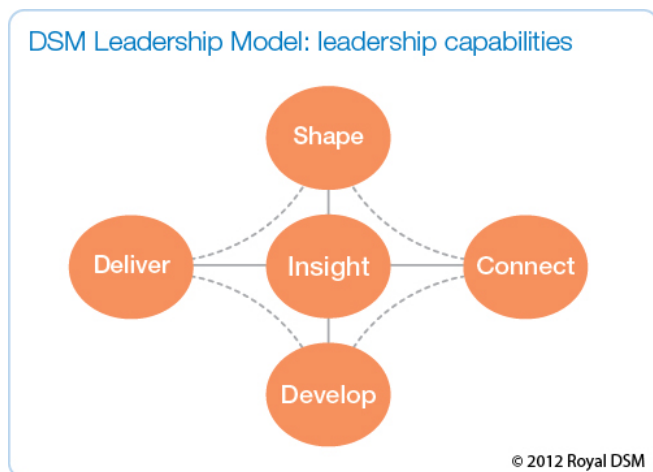 DSM Leadership Model: leadership capabilities
Shape
Deliver
Insight
Connect
Develop
© 2012 Royal DSM